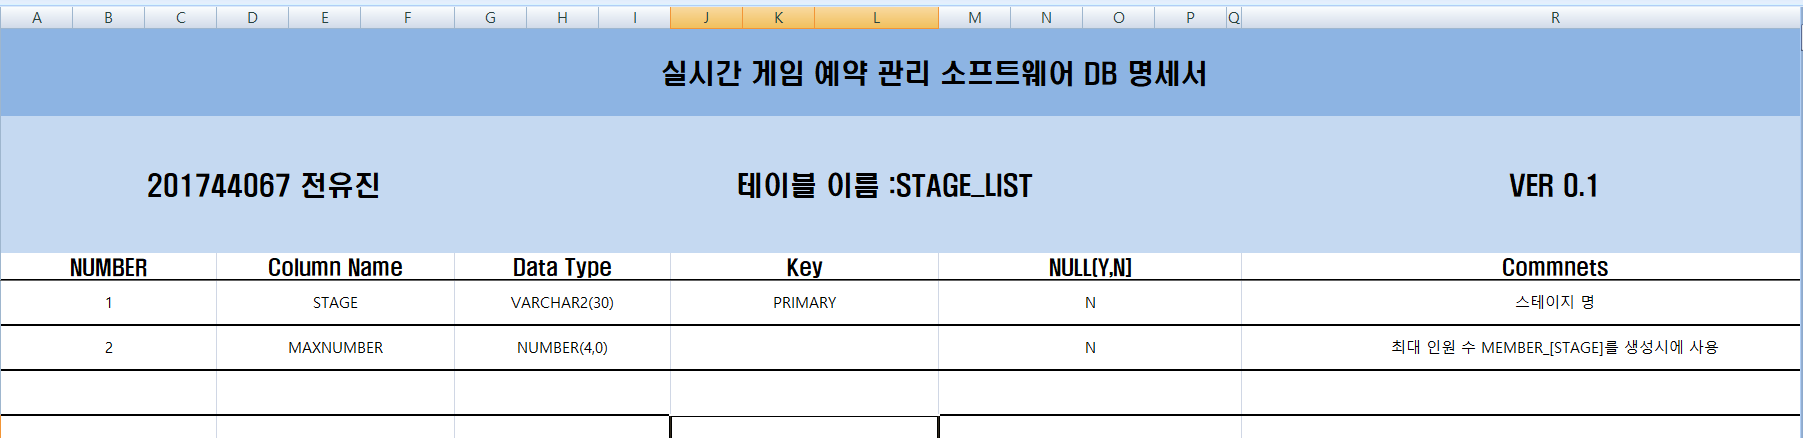 A B C D E F G H I J K L M N O P Q R
실시간 게임 예약 관리 소프트웨어 DB 명세서
201744067 전유진 테이블 이름 :STAGE_LIST VER 0.1
NUMBER Column Name Data Type Key NULL(Y,N] Commnets
1 STAGE VARCHAR2(30) PRIMARY N 스테이지 명
2 MAXNUMBER NUMBER(4,0) N 최대 인원 수 MEMBER_[STAGE]를 생성시에 사용